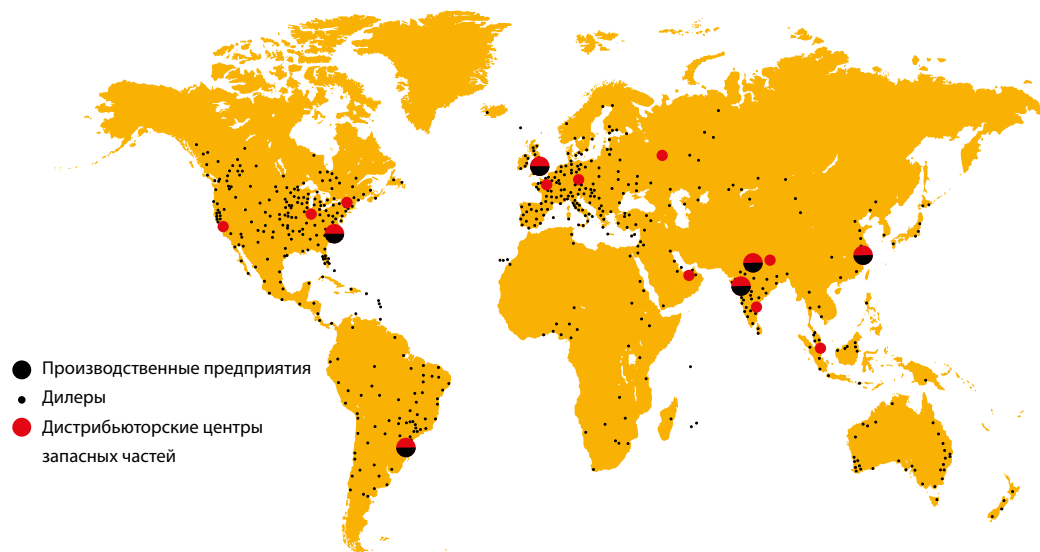 Производственные предприятия
Дилеры
Дистрибьюторские центры
запасных частей